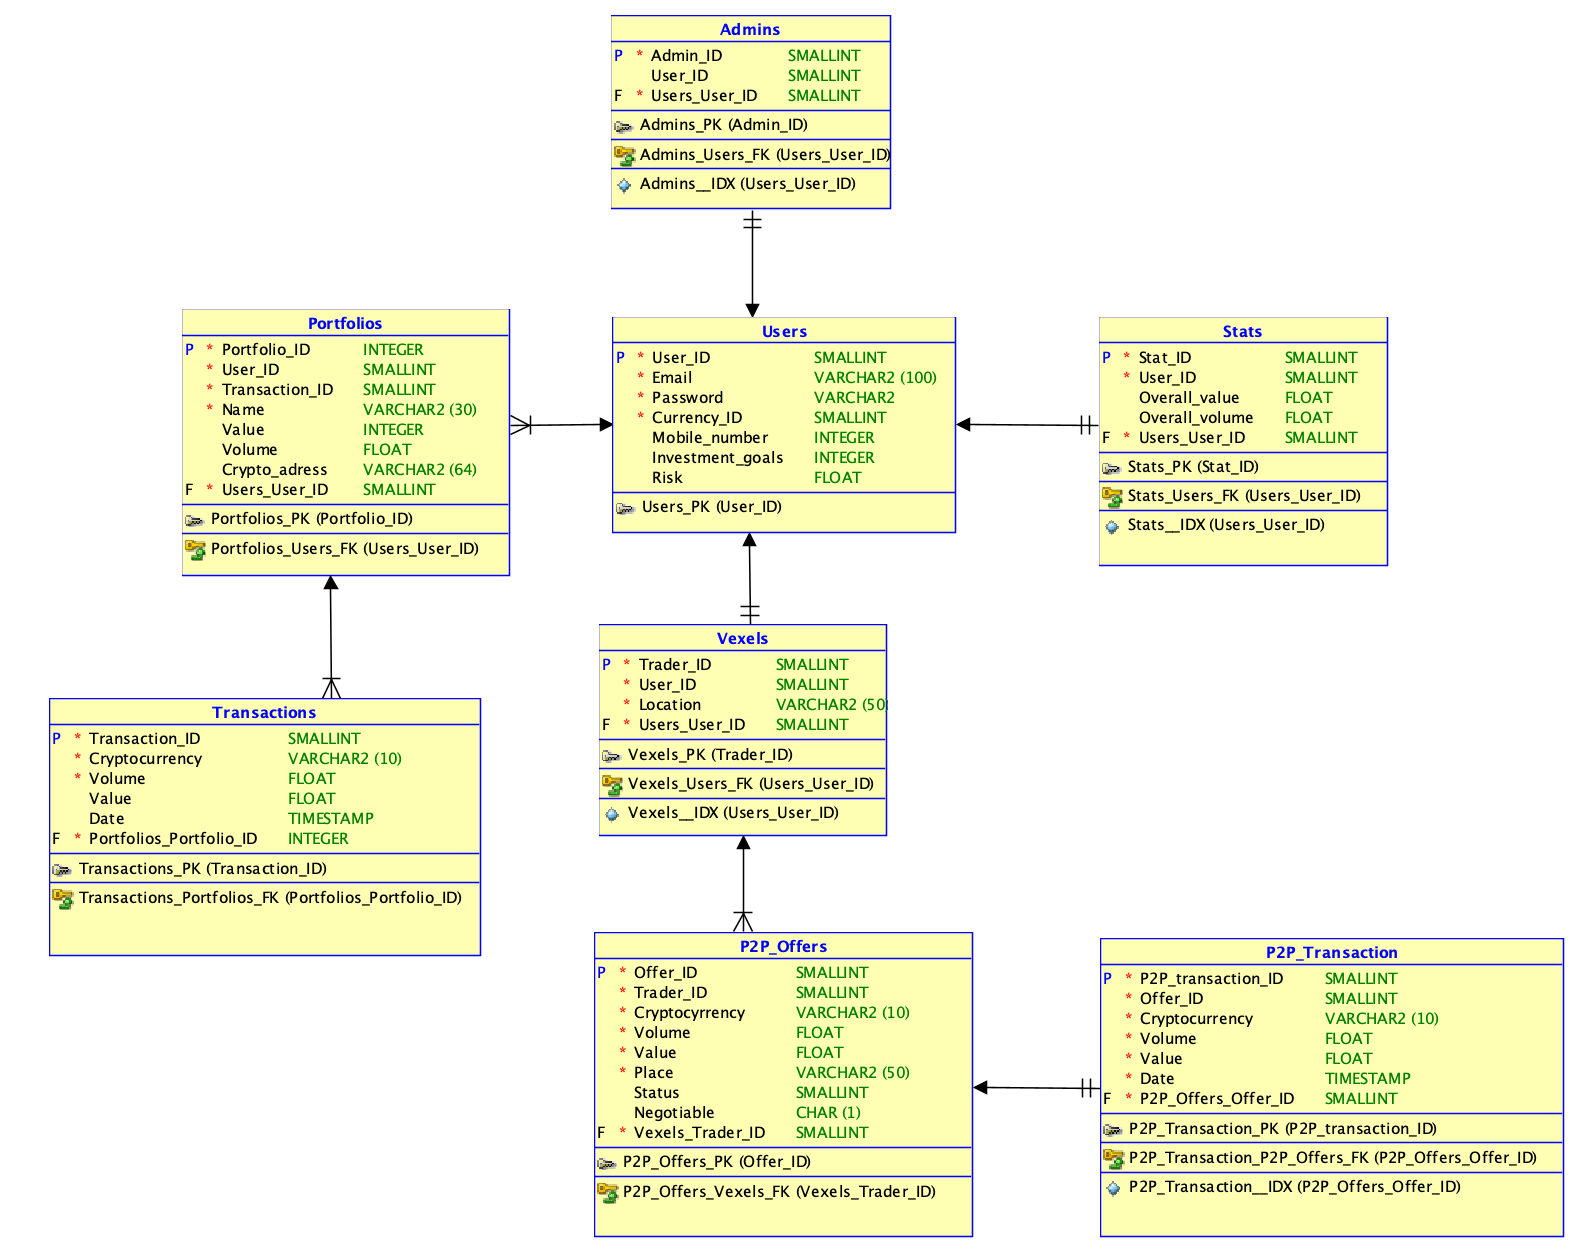 Admins
P * Admin_ID SMALLINT
User_ID SMALLINT
F * Users_User_ID SMALLINT
Admins_PK (Admin_ID)
Admins_Users_FK (Users_User_ID)
Admins__IDX (Users_User_ID)
Portfolios
P * Portfolio_ID INTEGER
* User_ID SMALLINT
* Transaction_ID SMALLINT
* Name VARCHAR2 (30)
Value INTEGER
Volume FLOAT
Crypto_adress VARCHAR2 (64)
F * Users_User_ID SMALLINT
Portfolios_PK (Portfolio_ID)
Portfolios_Users_FK (Users_User_ID)
Users
P * User_ID SMALLINT
* Email VARCHAR2 (100)
* Password VARCHAR2
* Currency_ID SMALLINT
Mobile_number INTEGER
Investment_goals INTEGER
Risk FLOAT
Users_PK (User_ID)
Stats
P * Stat_ID SMALLINT
* User_ID SMALLINT
Overall_value FLOAT
Overall_volume FLOAT
F * Users_User_ID SMALLINT
Stats_PK (Stat_ID)
Stats_Users_FK (Users_User_ID)
Stats__IDX (Users_User_ID)
Vexels
P * Trader_ID SMALLINT
* User_ID SMALLINT
* Location VARCHAR2 (50
F * Users_User_ID SMALLINT
Vexels_PK (Trader_ID)
Vexels_Users_FK (Users_User_ID)
Vexels__IDX (Users_User_ID)
Transactions
P * Transaction_ID SMALLINT
* Cryptocurrency VARCHAR2 (10)
* Volume FLOAT
Value FLOAT
Date TIMESTAMP
F * Portfolios_Portfolio_ID INTEGER
Transactions_PK (Transaction_ID)
Transactions_Portfolios_FK (Portfolios_Portfolio_ID)
P2P_Offers
P * Offer_ID SMALLINT
* Trader_ID SMALLINT
* Cryptocyrrency VARCHAR2 (10)
* Volume FLOAT
* Value FLOAT
* Place VARCHAR2 (50)
Status SMALLINT
Negotiable CHAR (1)
F * Vexels_Trader_ID SMALLINT
P2P_Offers_PK (Offer_ID)
P2P_Offers_Vexels_FK (Vexels_Trader_ID)
P2P_Transaction
P * P2P_transaction_ID SMALLINT
* Offer_ID SMALLINT
* Cryptocurrency VARCHAR2 (10)
* Volume FLOAT
* Value FLOAT
* Date TIMESTAMP
F * P2P_Offers_Offer_ID SMALLINT
P2P_Transaction_PK (P2P_transaction_ID)
P2P_Transaction_P2P_Offers_FK (P2P_Offers_Offer_ID)
P2P_Transaction__IDX (P2P_Offers_Offer_ID)